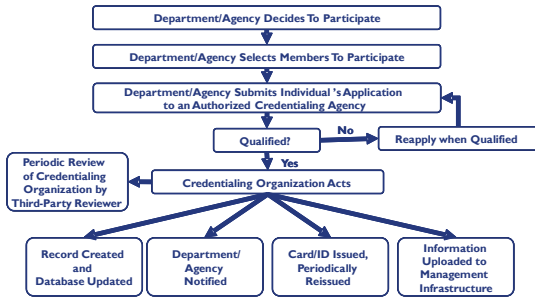 Department/Agency Decides To Participate
Department/Agency Selects Members To Participate
Department/Agency Submits Individual's Application
to an Authorized Credentialing Agency
Qualified?
No
Reapply when Qualified
Yes
Periodic Review
of Credentialing
Organization by
Third-Party Reviewer
Credentialing Organization Acts
Record Created
and
Database Updated
Department/
Agency
Notified
Card/ID Issued,
Periodically
Reissued
Information
Uploaded to
Management
Infrastructure